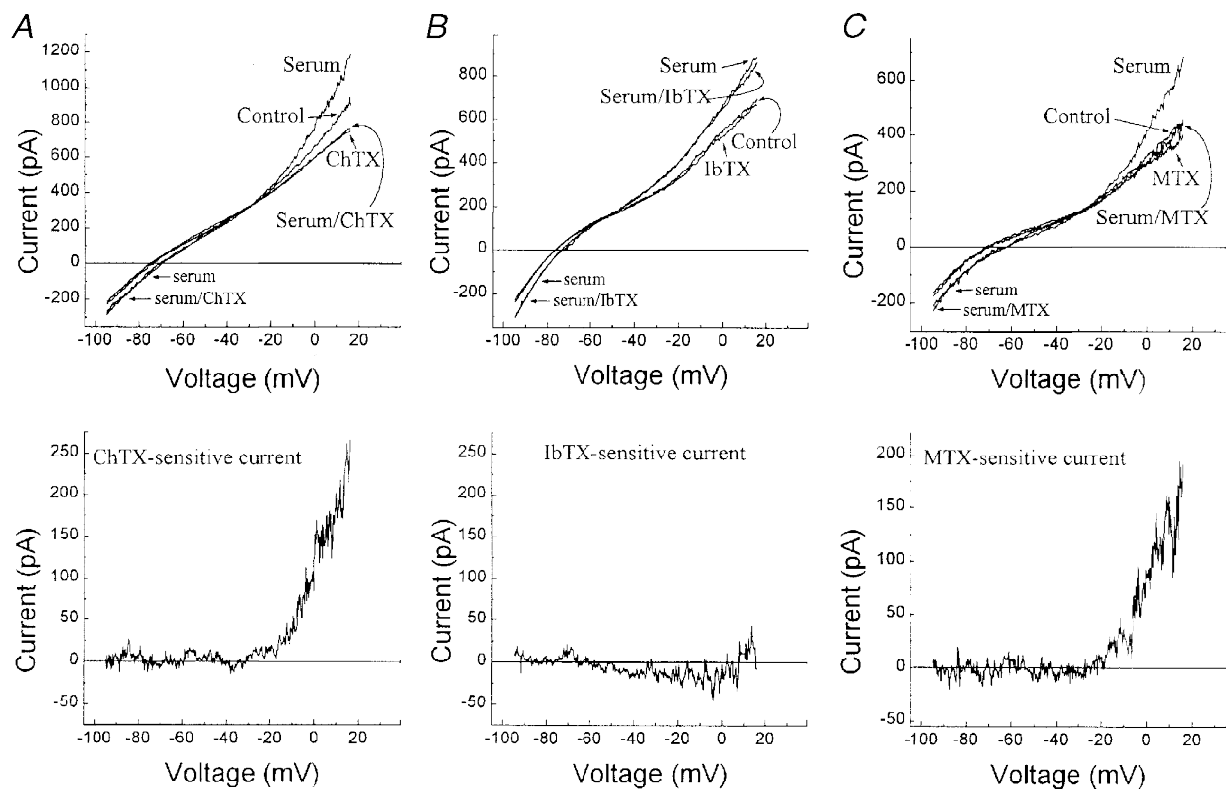 A
1200
1000
800
600
400
200
0
-200
Current (pA)
Serum
Control
ChTX
Serum/ChTX
serum
serum/ChTX
-100 -80 -60 -40 -20 0 20
Voltage (mV)
B
800
600
400
200
0
-200
Current (pA)
Serum
Serum/IbTX
Control
IbTX
serum
serum/IbTX
-100 -80 -60 -40 -20 0 20
Voltage (mV)
C
600
400
200
0
-200
Current (pA)
Serum
Control
MTX
Serum/MTX
serum
serum/MTX
-100 -80 -60 -40 -20 0 20
Voltage (mV)
250
200
150
100
50
0
-50
Current (pA)
ChTX-sensitive current
-100 -80 -60 -40 -20 0 20
Voltage (mV)
250
200
150
100
50
0
-50
Current (pA)
IbTX-sensitive current
-100 -80 -60 -40 -20 0 20
Voltage (mV)
200
150
100
50
0
-50
Current (pA)
MTX-sensitive current
-100 -80 -60 -40 -20 0 20
Voltage (mV)